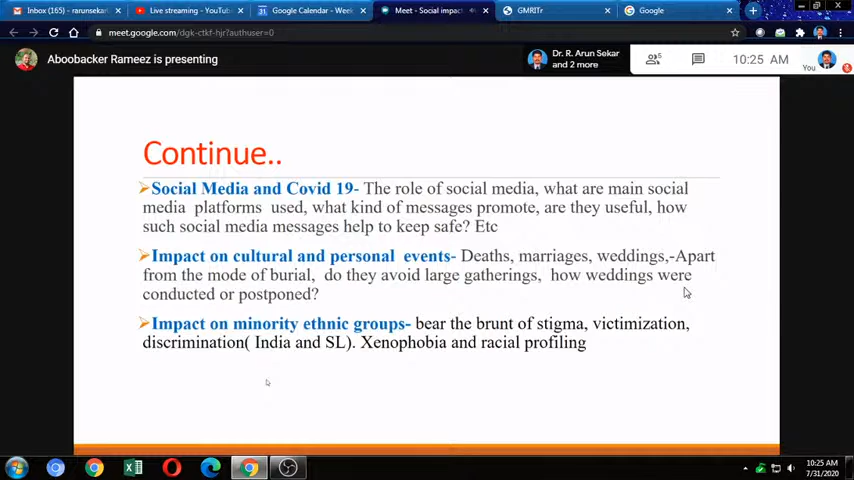 Inbox (165) - rarunsekar
Live streaming - YouTube
Google Calendar - Week
Meet - Social impact
GMRITr
Google
meet.google.com/dgk-ctkf-hjr?authuser=0
Aboobacker Rameez is presenting
Dr. R. Arun Sekar
and 2 more
5
10:25 AM
You
Continue..
Social Media and Covid 19- The role of social media, what are main social
media platforms used, what kind of messages promote, are they useful, how
such social media messages help to keep safe? Etc
Impact on cultural and personal events- Deaths, marriages, weddings,-Apart
from the mode of burial, do they avoid large gatherings, how weddings were
conducted or postponed?
Impact on minority ethnic groups- bear the brunt of stigma, victimization,
discrimination( India and SL). Xenophobia and racial profiling
10:25 AM
7/31/2020